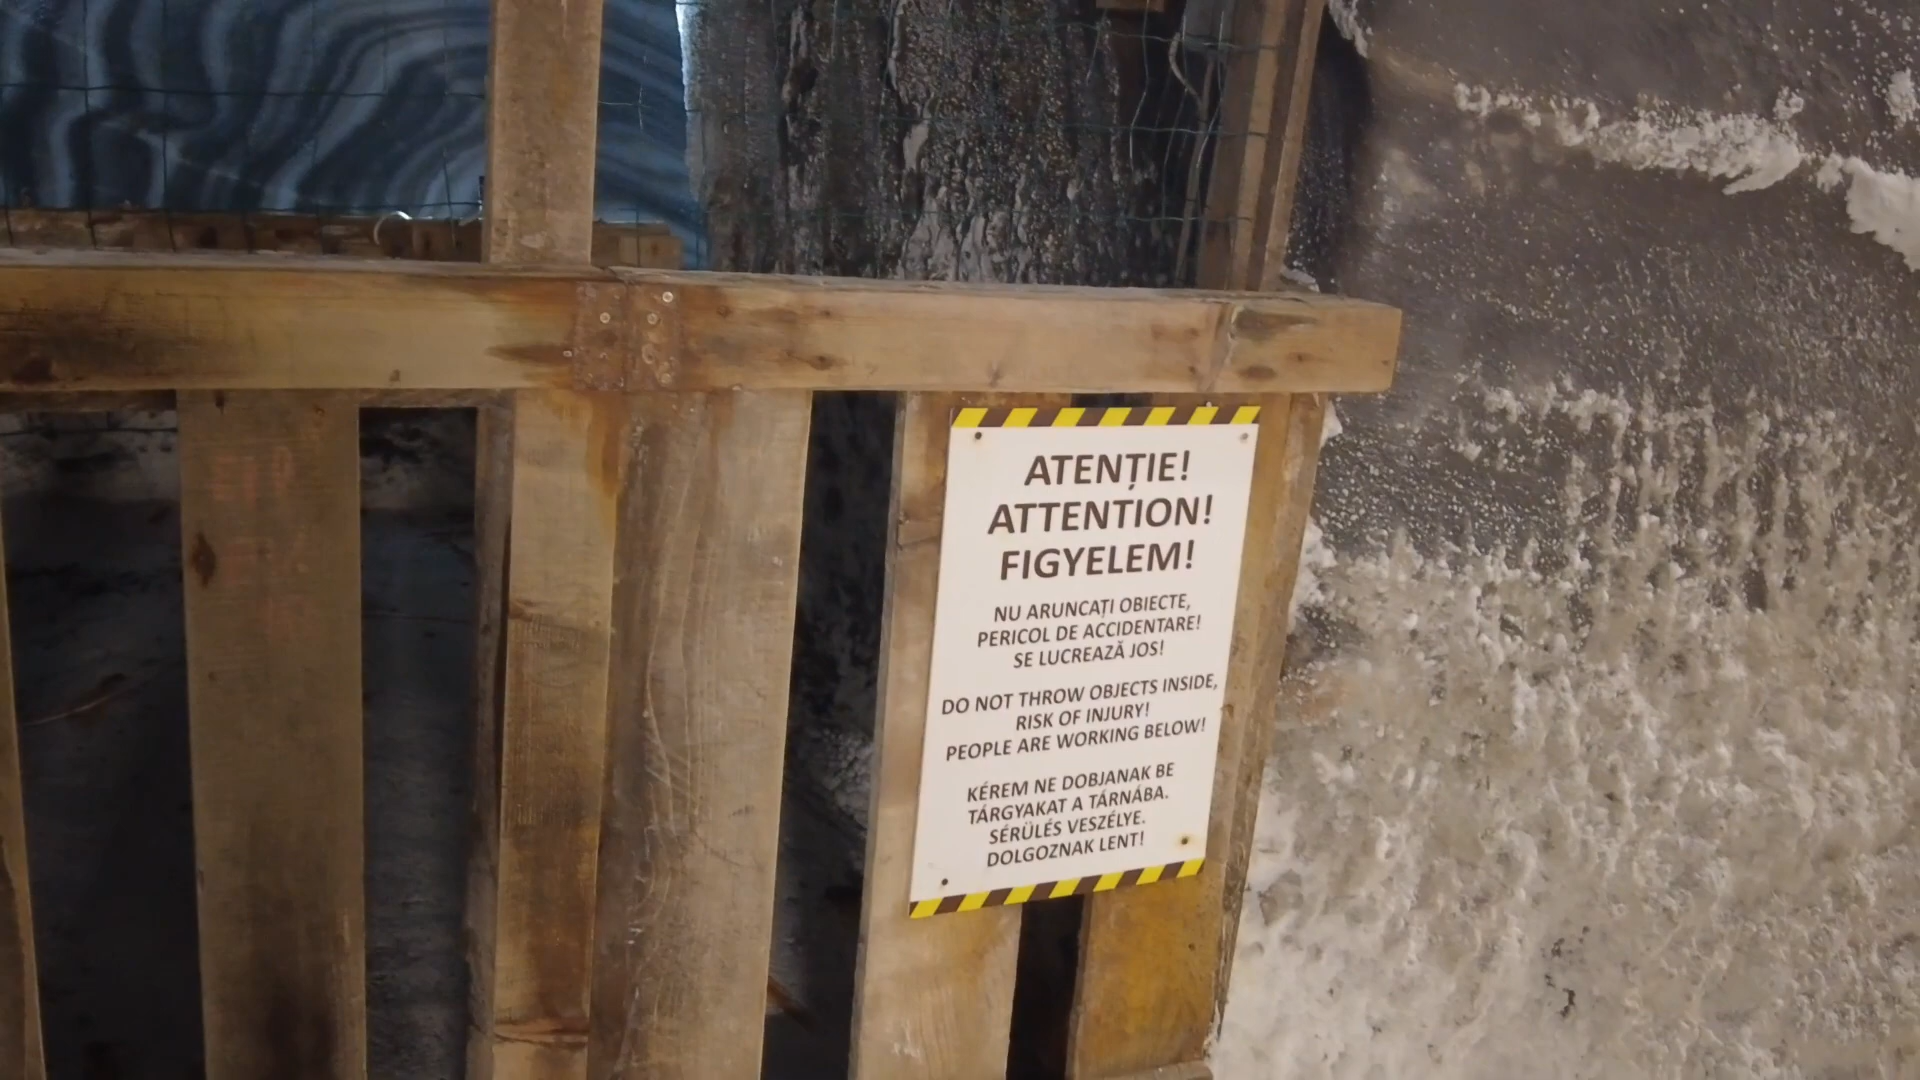 ATENȚIE!
ATTENTION!
FIGYELEM!
NU ARUNCAȚI OBIECTE,
PERICOL DE ACCIDENTARE!
SE LUCREAZĂ JOS!
DO NOT THROW OBJECTS INSIDE,
RISK OF INJURY!
PEOPLE ARE WORKING BELOW!
KÉREM NE DOBJANAK BE
TÁRGYAKAT A TÁRNÁBA.
SÉRÜLÉS VESZÉLYE.
DOLGOZNAK LENT!